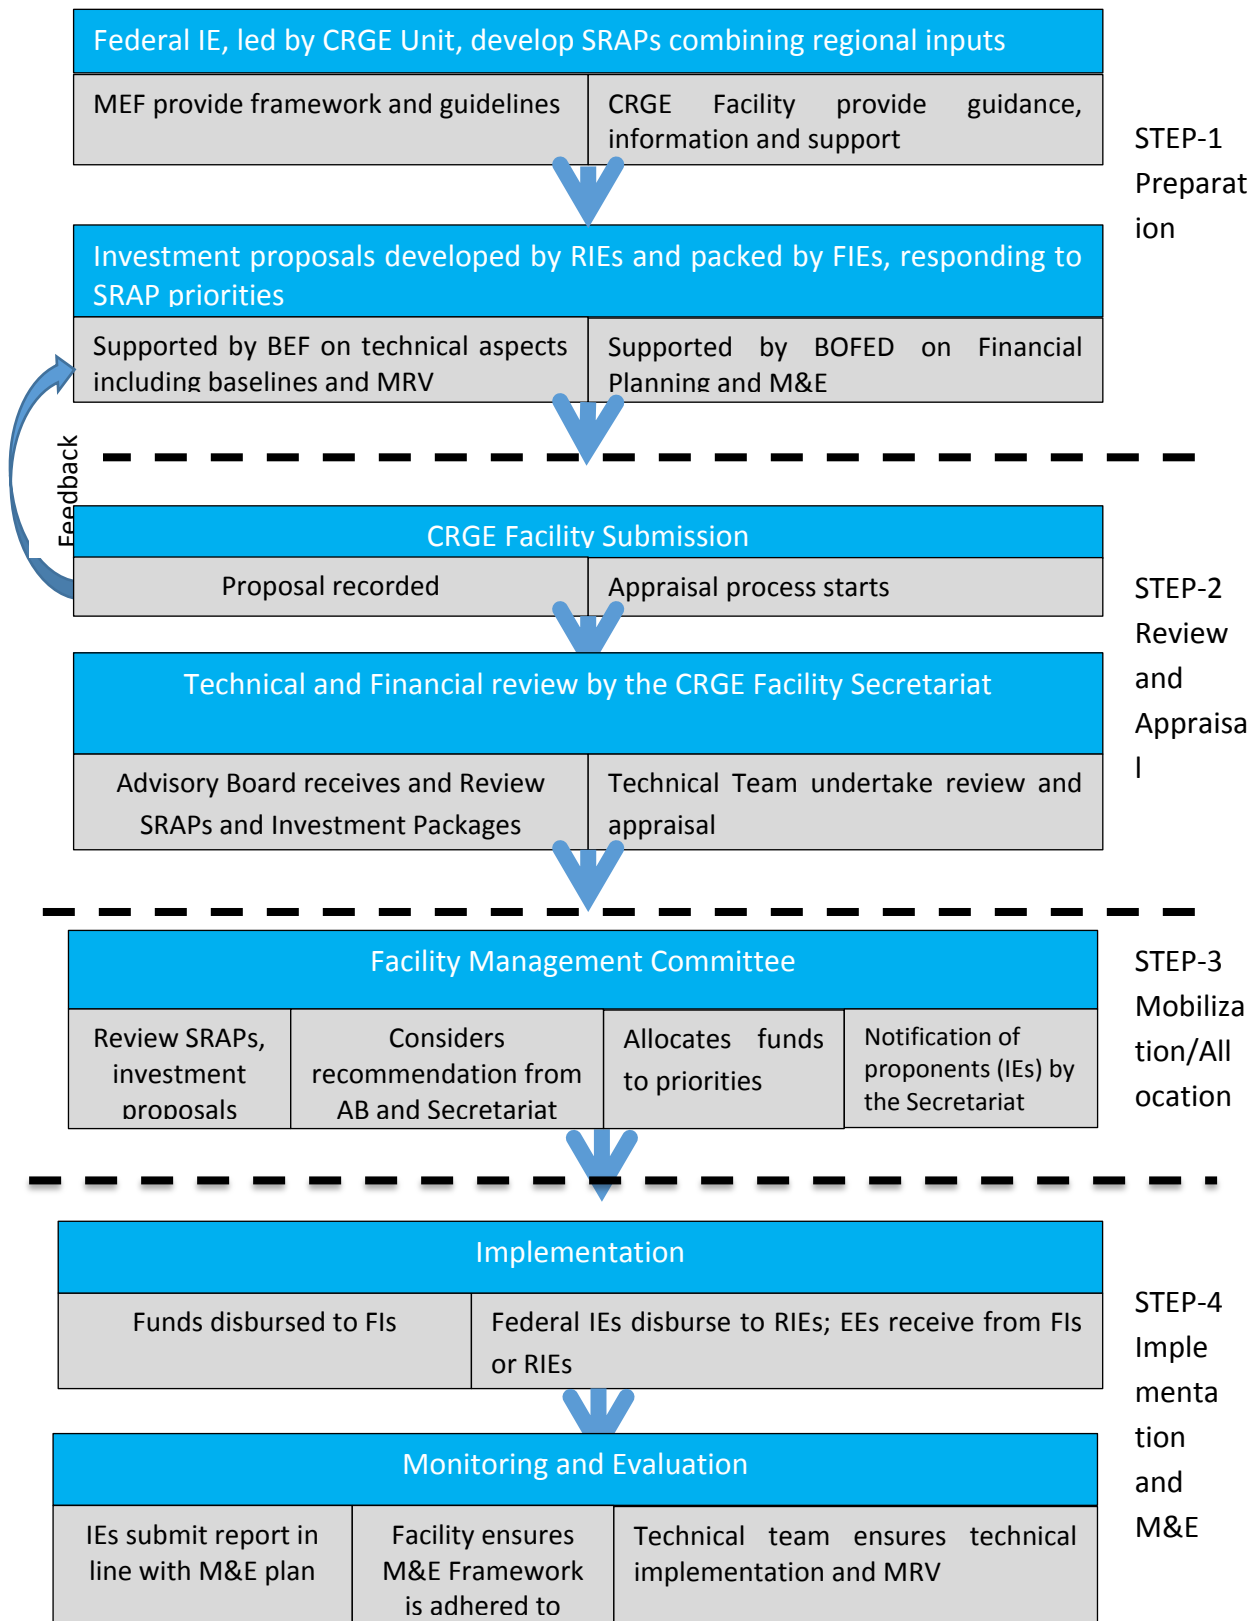 Federal IE, led by CRGE Unit, develop SRAPs combining regional inputs
MEF provide framework and guidelines
CRGE Facility provide guidance,
information and support
STEP-1
Preparat
ion
Investment proposals developed by RIEs and packed by FIEs, responding to
SRAP priorities
Supported by BEF on technical aspects
including baselines and MRV
Supported by BOFED on Financial
Planning and M&E
Feedback
CRGE Facility Submission
Proposal recorded
Appraisal process starts
STEP-2
Review
and
Appraisa
l
Technical and Financial review by the CRGE Facility Secretariat
Advisory Board receives and Review
SRAPs and Investment Packages
Technical Team undertake review and
appraisal
Facility Management Committee
Review SRAPs,
investment
proposals
Considers
recommendation from
AB and Secretariat
Allocates funds
to priorities
Notification of
proponents (IEs) by
the Secretariat
STEP-3
Mobiliza
tion/All
ocation
Implementation
Funds disbursed to FIs
Federal IEs disburse to RIEs; EEs receive from FIs
or RIEs
STEP-4
Imple
menta
tion
and
M&E
Monitoring and Evaluation
IEs submit report in
line with M&E plan
Facility ensures
M&E Framework
is adhered to
Technical team ensures technical
implementation and MRV